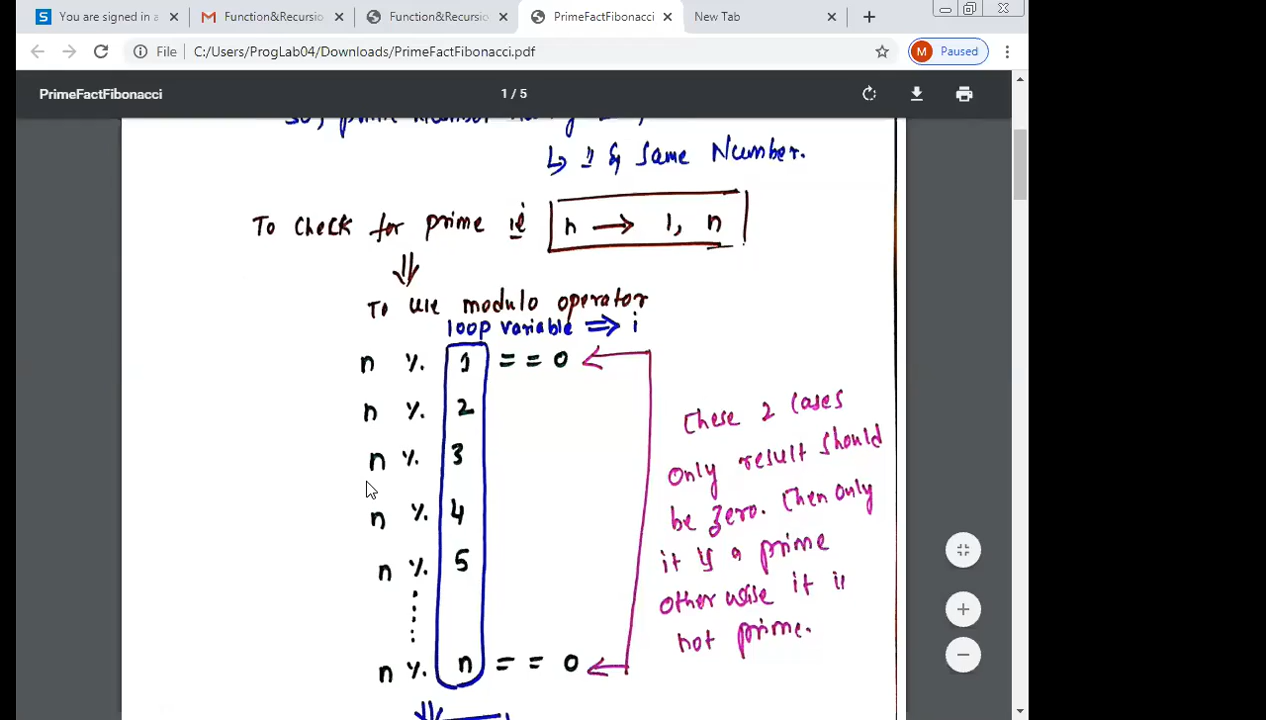 You are signed in a
Function&Recursio
Function&Recursio
PrimeFactFibonacci
New Tab
File C:/Users/ProgLab04/Downloads/PrimeFactFibonacci.pdf
M Paused
PrimeFactFibonacci
1 / 5
So, prime Number
↳ 1 & Same Number.
To Check for prime ie n → 1, n
⇓
To use modulo operator
loop variable ⇒ i
n % 1 == 0
n % 2
n % 3
n % 4
n % 5
n % n == 0
These 2 Cases
only result should
be zero. Then only
it is a prime
otherwise it is
not prime.